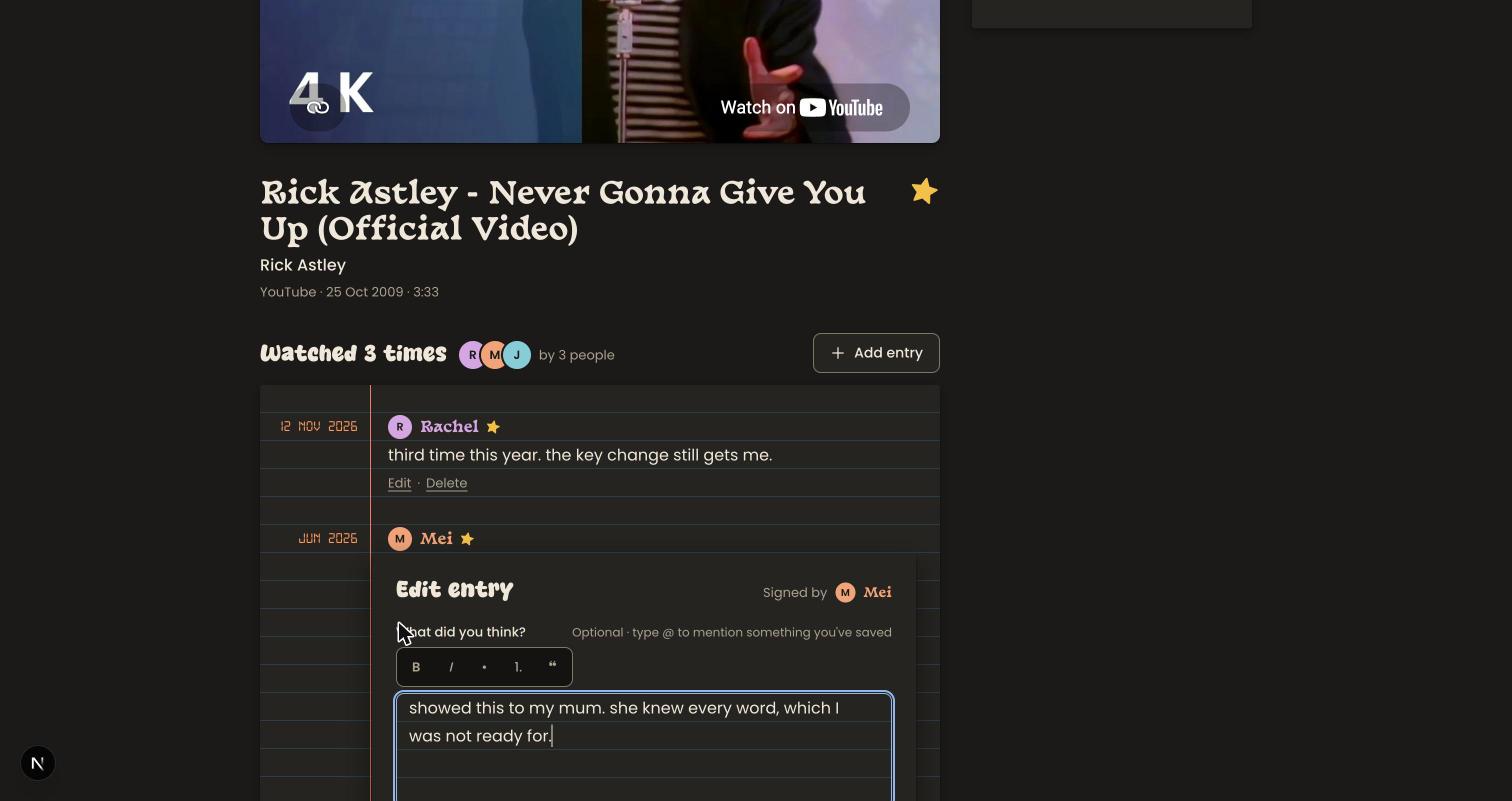 4K
Watch on YouTube
Rick Astley - Never Gonna Give You
Up (Official Video)
Rick Astley
YouTube · 25 Oct 2009 · 3:33
Watched 3 times R M J by 3 people + Add entry
12 NOV 2026 R Rachel
third time this year. the key change still gets me.
Edit · Delete
JUN 2026 M Mei
Edit entry Signed by M Mei
hat did you think? Optional · type @ to mention something you've saved
B I • 1. ❝
showed this to my mum. she knew every word, which I
was not ready for.
N